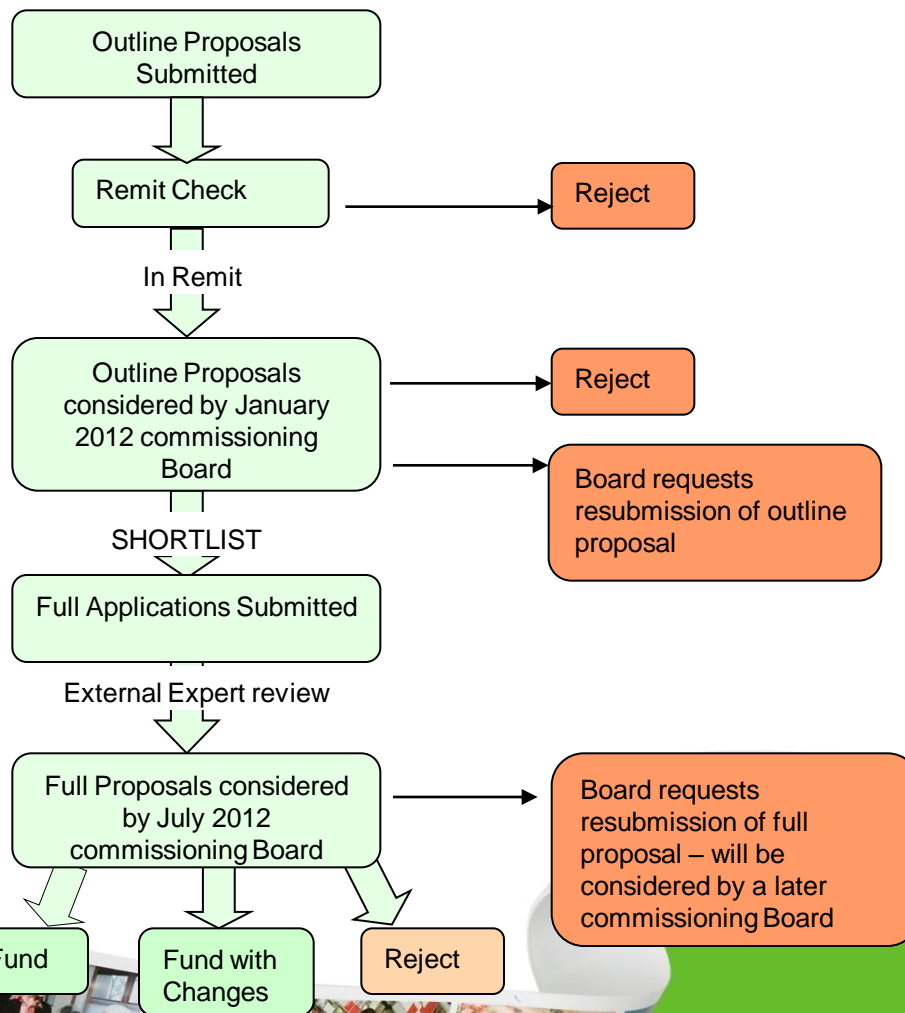 Outline Proposals
Submitted
Remit Check
Reject
In Remit
Outline Proposals
considered by January
2012 commissioning
Board
Reject
Board requests
resubmission of outline
proposal
SHORTLIST
Full Applications Submitted
External Expert review
Full Proposals considered
by July 2012
commissioning Board
Board requests
resubmission of full
proposal – will be
considered by a later
commissioning Board
Fund
Fund with
Changes
Reject